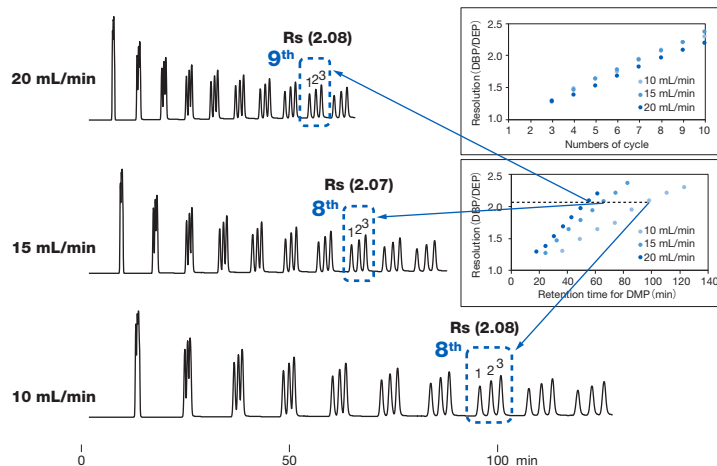 20 mL/min
Rs (2.08)
9th
1 2 3
15 mL/min
Rs (2.07)
8th
1 2 3
10 mL/min
Rs (2.08)
8th
1 2 3
0 50 100 min
Resolution (DBP/DEP)
2.5
2.0
1.5
1.0
1 2 3 4 5 6 7 8 9 10
Numbers of cycle
10 mL/min
15 mL/min
20 mL/min
Resolution (DBP/DEP)
2.5
2.0
1.5
1.0
0 20 40 60 80 100 120 140
Retention time for DMP (min)
10 mL/min
15 mL/min
20 mL/min